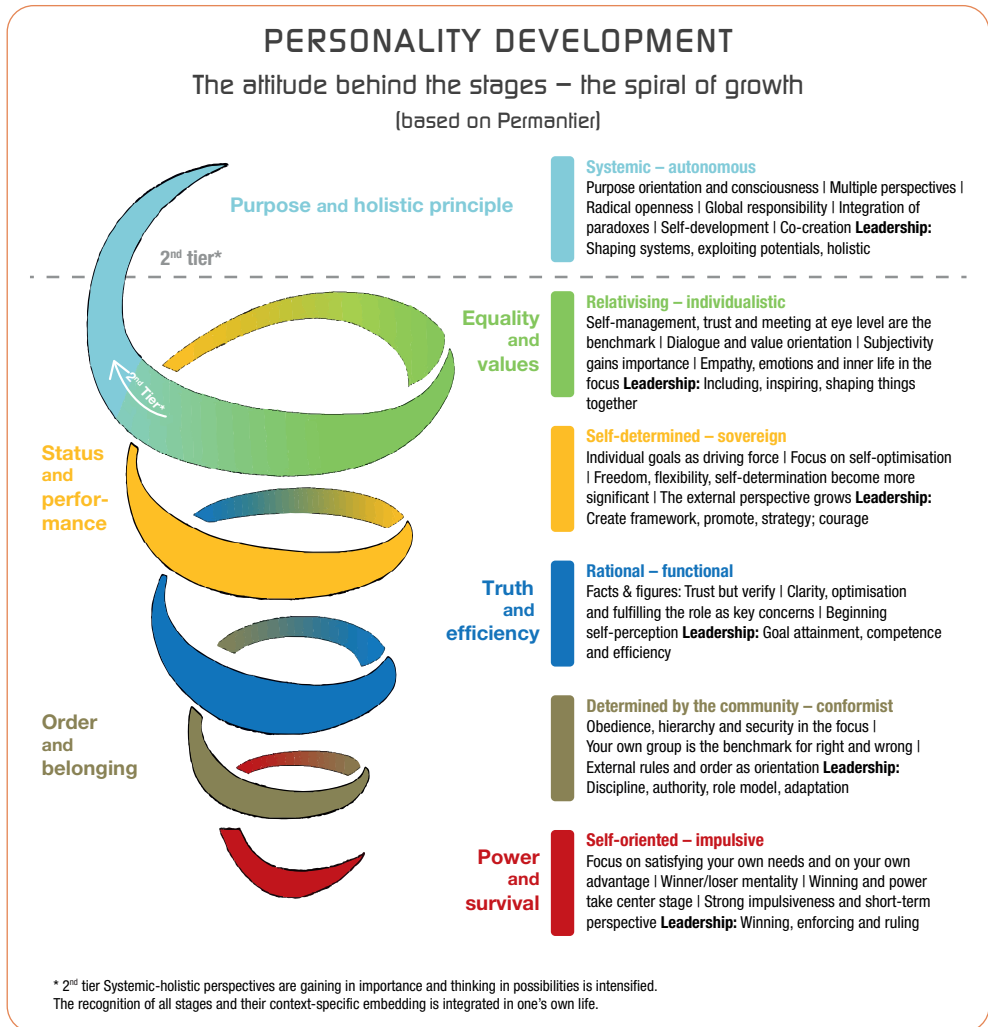 PERSONALITY DEVELOPMENT
The attitude behind the stages – the spiral of growth
(based on Permantier)
Purpose and holistic principle
2nd tier*
Systemic – autonomous
Purpose orientation and consciousness I Multiple perspectives I
Radical openness I Global responsibility I Integration of
paradoxes I Self-development I Co-creation Leadership:
Shaping systems, exploiting potentials, holistic
Equality
and
values
Relativising – individualistic
Self-management, trust and meeting at eye level are the
benchmark I Dialogue and value orientation I Subjectivity
gains importance I Empathy, emotions and inner life in the
focus Leadership: Including, inspiring, shaping things
together
2nd Tier*
Status
and
perfor-
mance
Self-determined – sovereign
Individual goals as driving force I Focus on self-optimisation
I Freedom, flexibility, self-determination become more
significant I The external perspective grows Leadership:
Create framework, promote, strategy; courage
Truth
and
efficiency
Rational – functional
Facts & figures: Trust but verify I Clarity, optimisation
and fulfilling the role as key concerns I Beginning
self-perception Leadership: Goal attainment, competence
and efficiency
Order
and
belonging
Determined by the community – conformist
Obedience, hierarchy and security in the focus I
Your own group is the benchmark for right and wrong I
External rules and order as orientation Leadership:
Discipline, authority, role model, adaptation
Power
and
survival
Self-oriented – impulsive
Focus on satisfying your own needs and on your own
advantage I Winner/loser mentality I Winning and power
take center stage I Strong impulsiveness and short-term
perspective Leadership: Winning, enforcing and ruling
* 2nd tier Systemic-holistic perspectives are gaining in importance and thinking in possibilities is intensified.
The recognition of all stages and their context-specific embedding is integrated in one's own life.